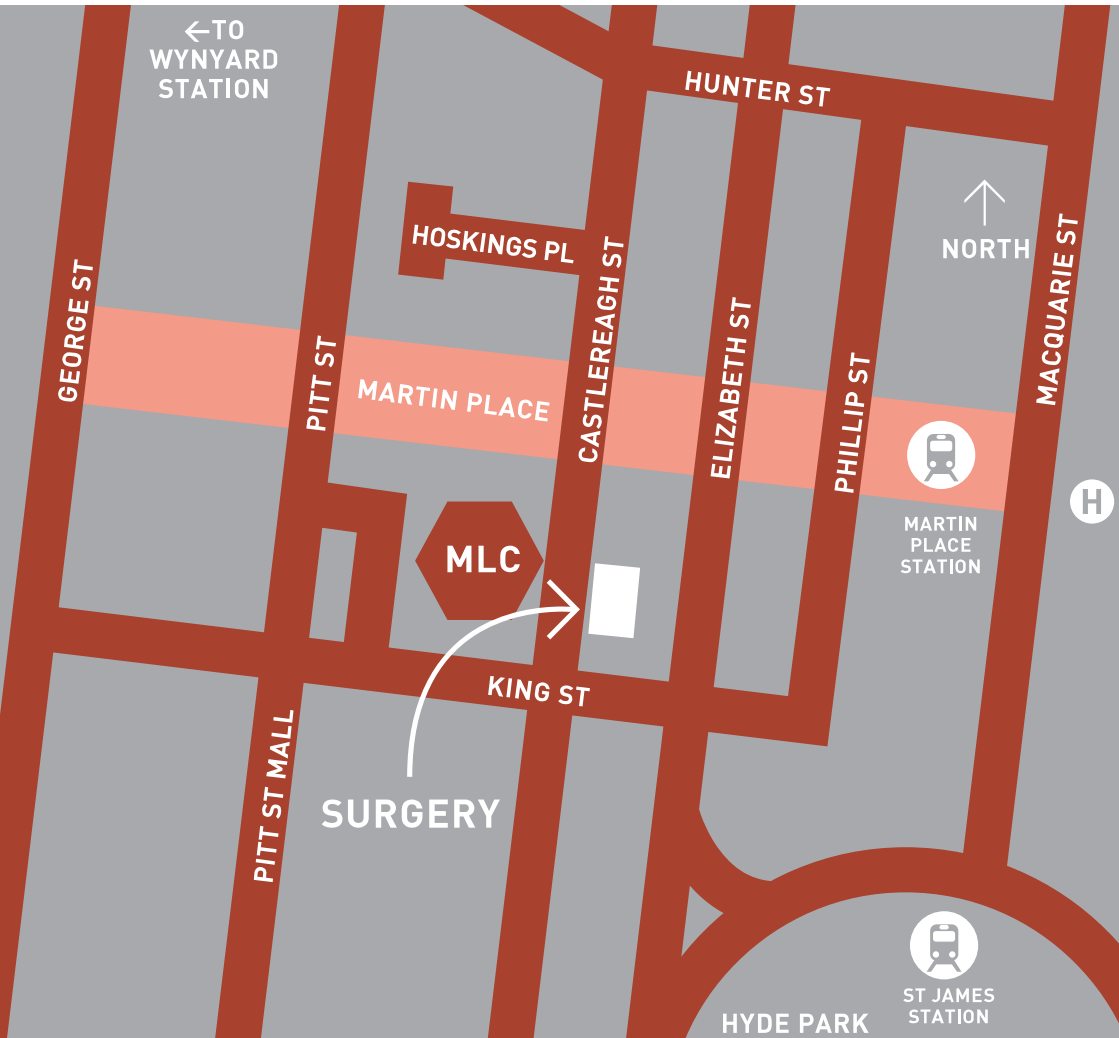 ←TO
WYNYARD
STATION
HUNTER ST
HOSKINGS PL
NORTH
GEORGE ST
PITT ST
MARTIN PLACE
CASTLEREAGH ST
ELIZABETH ST
PHILLIP ST
MACQUARIE ST
H
MARTIN
PLACE
STATION
MLC
KING ST
PITT ST MALL
SURGERY
ST JAMES
STATION
HYDE PARK